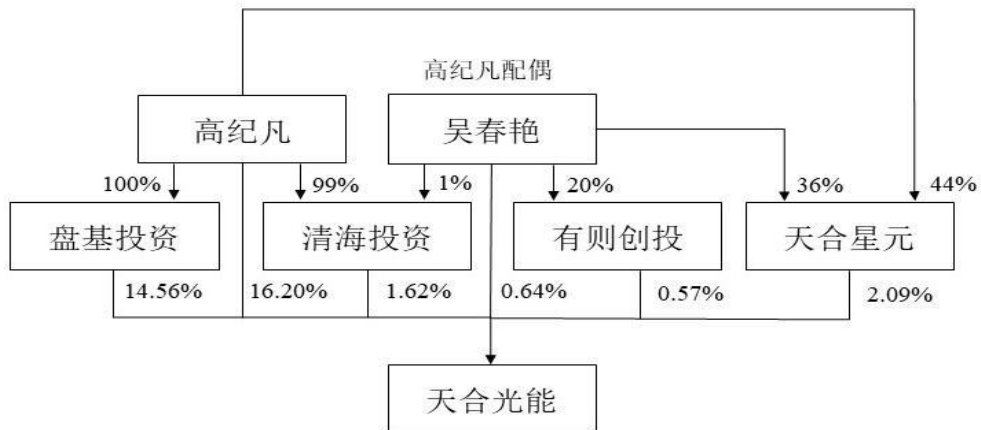 高纪凡配偶
高纪凡
吴春艳
100%
99%
1%
20%
36%
44%
盘基投资
清海投资
有则创投
天合星元
14.56%
16.20%
1.62%
0.64%
0.57%
2.09%
天合光能